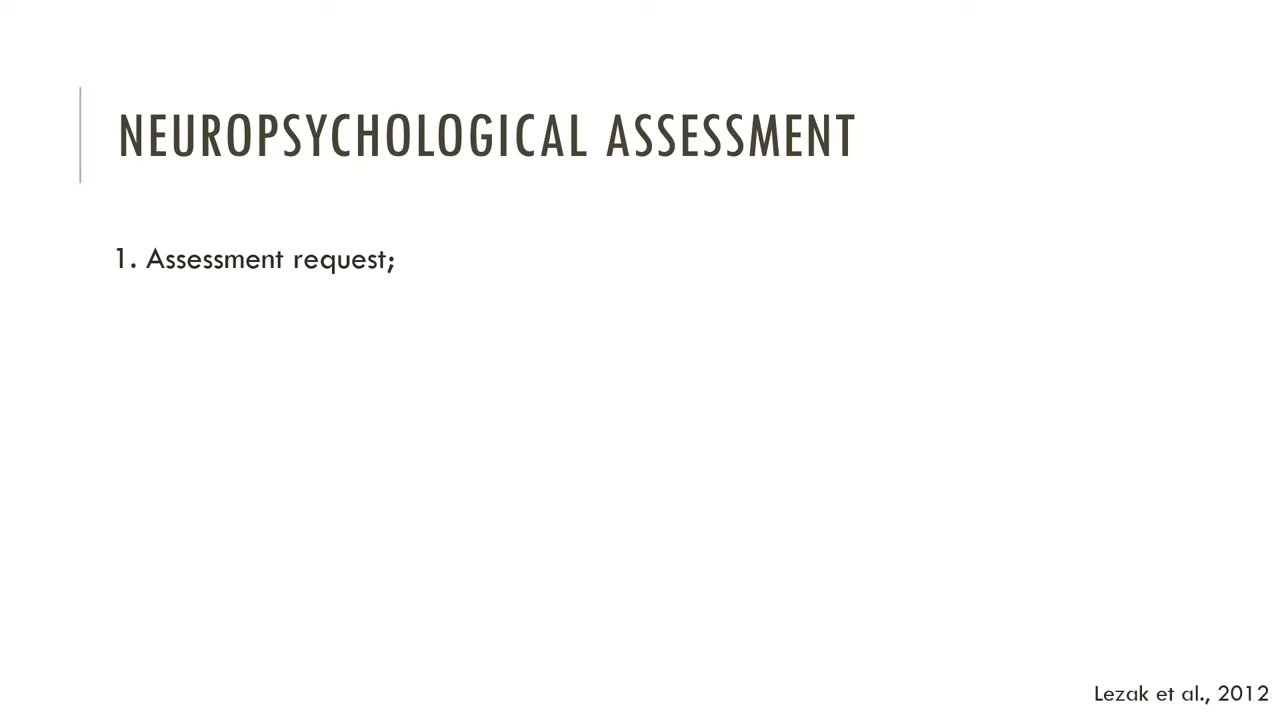 NEUROPSYCHOLOGICAL ASSESSMENT
1. Assessment request;
Lezak et al., 2012